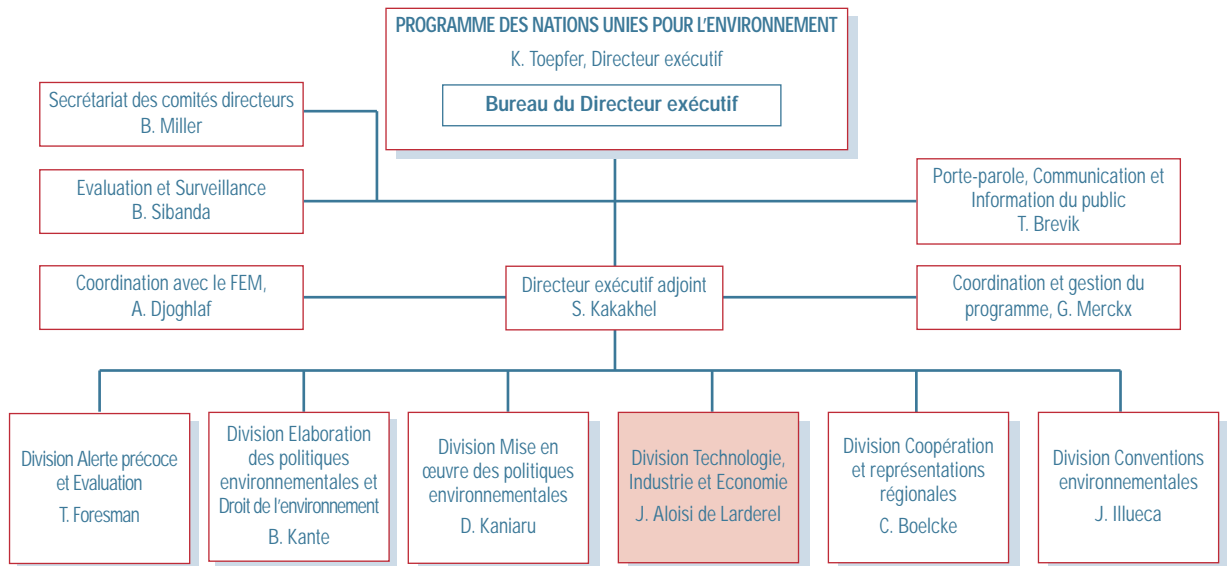 PROGRAMME DES NATIONS UNIES POUR L'ENVIRONNEMENT
K. Toepfer, Directeur exécutif
Bureau du Directeur exécutif
Secrétariat des comités directeurs
B. Miller
Evaluation et Surveillance
B. Sibanda
Porte-parole, Communication et
Information du public
T. Brevik
Coordination avec le FEM,
A. Djoghlaf
Directeur exécutif adjoint
S. Kakakhel
Coordination et gestion du
programme, G. Merckx
Division Alerte précoce
et Evaluation
T. Foresman
Division Elaboration
des politiques
environnementales et
Droit de l'environnement
B. Kante
Division Mise en
œuvre des politiques
environnementales
D. Kaniaru
Division Technologie,
Industrie et Economie
J. Aloisi de Larderel
Division Coopération
et représentations
régionales
C. Boelcke
Division Conventions
environnementales
J. Illueca